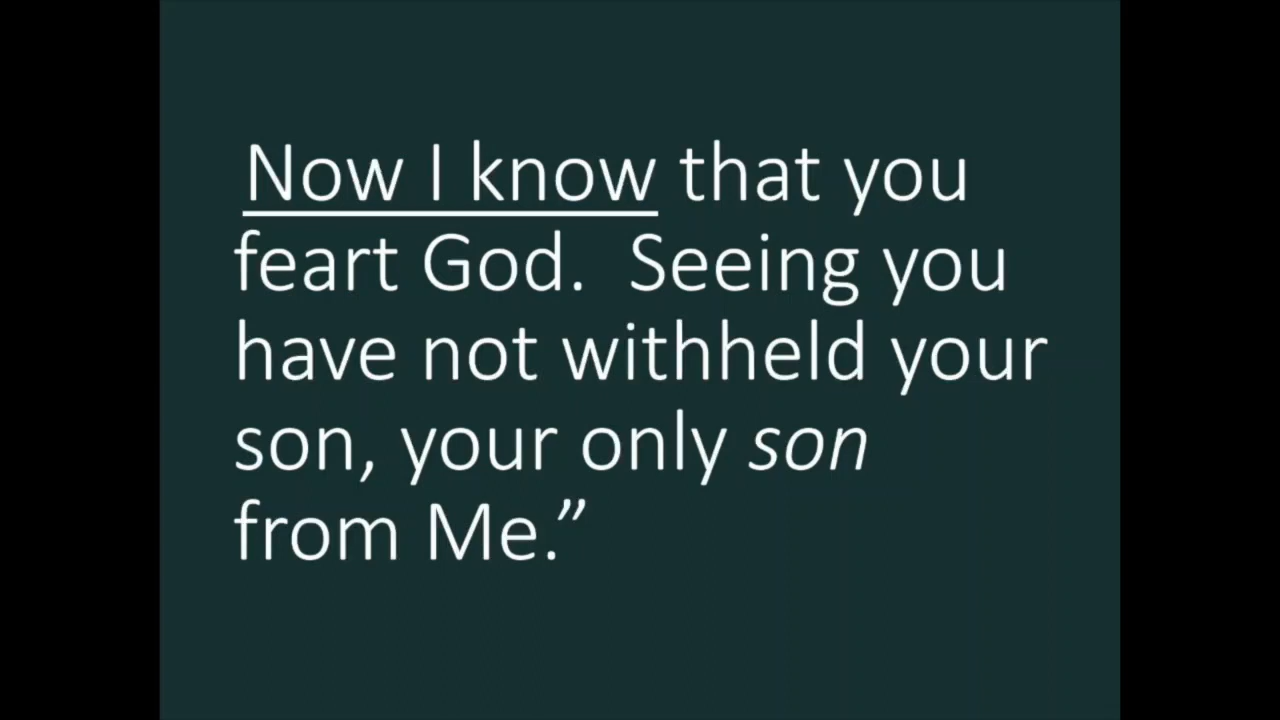 Now I know that you
feart God.  Seeing you
have not withheld your
son, your only son
from Me.”